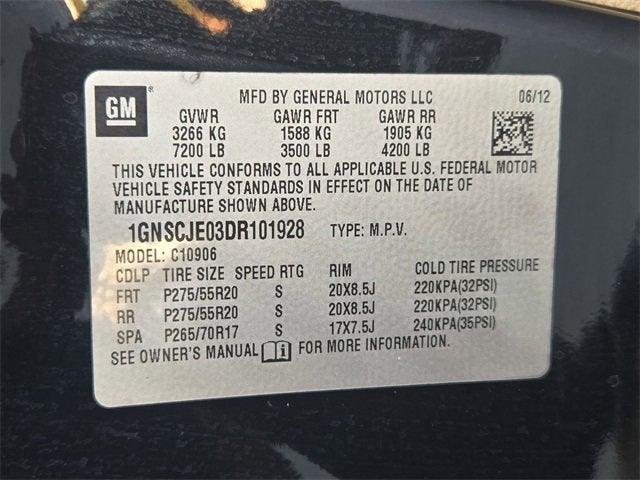 GM ® MFD BY GENERAL MOTORS LLC 06/12
GVWR GAWR FRT GAWR RR
3266 KG 1588 KG 1905 KG
7200 LB 3500 LB 4200 LB
THIS VEHICLE CONFORMS TO ALL APPLICABLE U.S. FEDERAL MOTOR
VEHICLE SAFETY STANDARDS IN EFFECT ON THE DATE OF
MANUFACTURE SHOWN ABOVE.
1GNSCJE03DR101928 TYPE: M.P.V.
MODEL: C10906
CDLP TIRE SIZE SPEED RTG RIM COLD TIRE PRESSURE
FRT P275/55R20 S 20X8.5J 220KPA(32PSI)
RR P275/55R20 S 20X8.5J 220KPA(32PSI)
SPA P265/70R17 S 17X7.5J 240KPA(35PSI)
SEE OWNER'S MANUAL i FOR MORE INFORMATION.